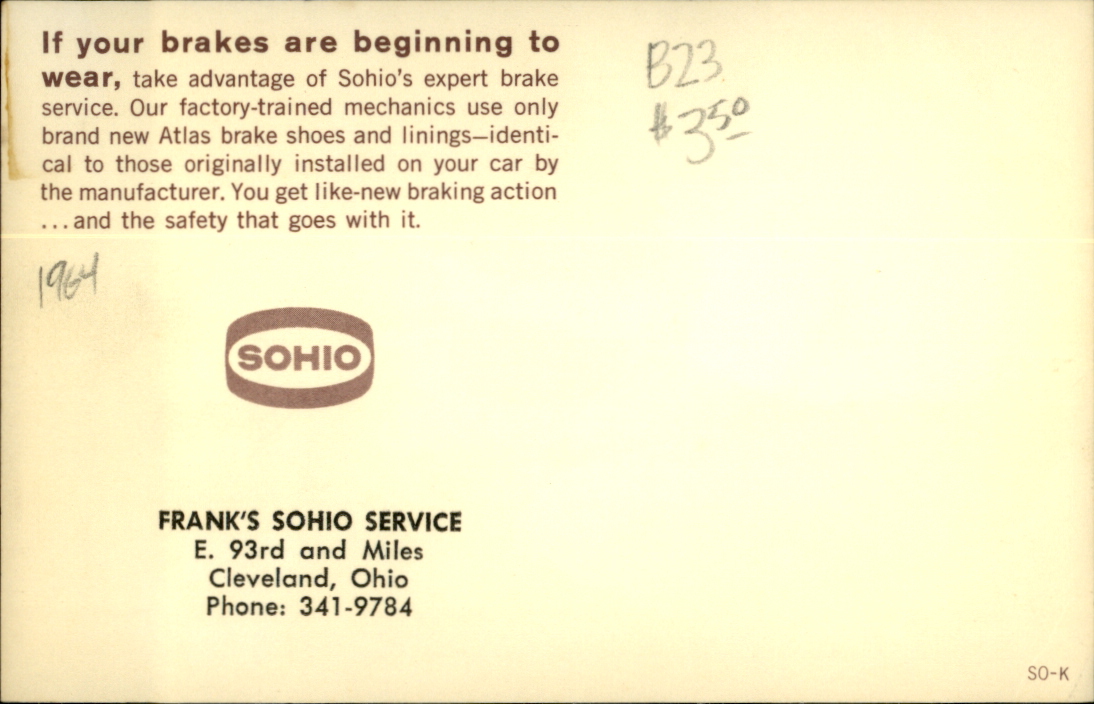 If your brakes are beginning to
wear, take advantage of Sohio's expert brake
service. Our factory-trained mechanics use only
brand new Atlas brake shoes and linings—identi-
cal to those originally installed on your car by
the manufacturer. You get like-new braking action
...and the safety that goes with it.
B23
$3.50
1964
SOHIO
FRANK'S SOHIO SERVICE
E. 93rd and Miles
Cleveland, Ohio
Phone: 341-9784
SO-K